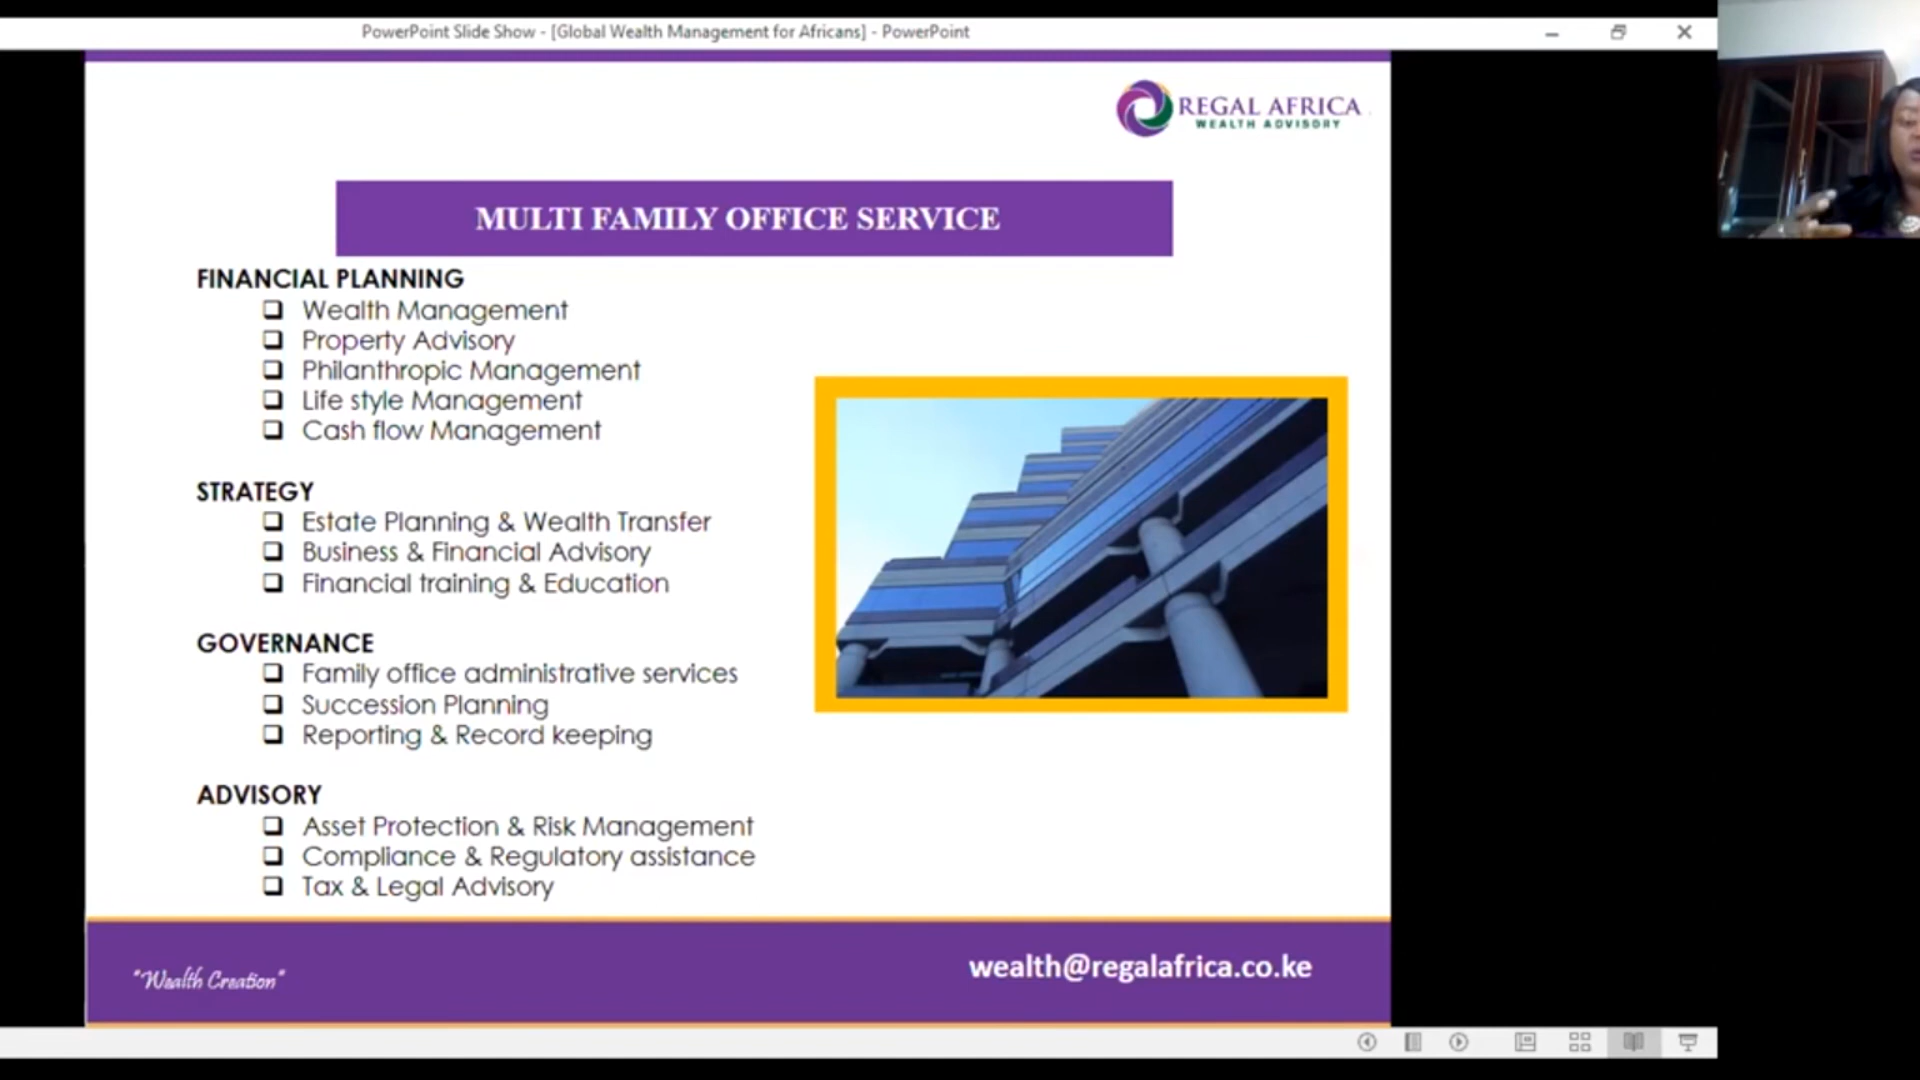 PowerPoint Slide Show - [Global Wealth Management for Africans] - PowerPoint
REGAL AFRICA
WEALTH ADVISORY
MULTI FAMILY OFFICE SERVICE
FINANCIAL PLANNING
Wealth Management
Property Advisory
Philanthropic Management
Life style Management
Cash flow Management
STRATEGY
Estate Planning & Wealth Transfer
Business & Financial Advisory
Financial training & Education
GOVERNANCE
Family office administrative services
Succession Planning
Reporting & Record keeping
ADVISORY
Asset Protection & Risk Management
Compliance & Regulatory assistance
Tax & Legal Advisory
"Wealth Creation"
wealth@regalafrica.co.ke